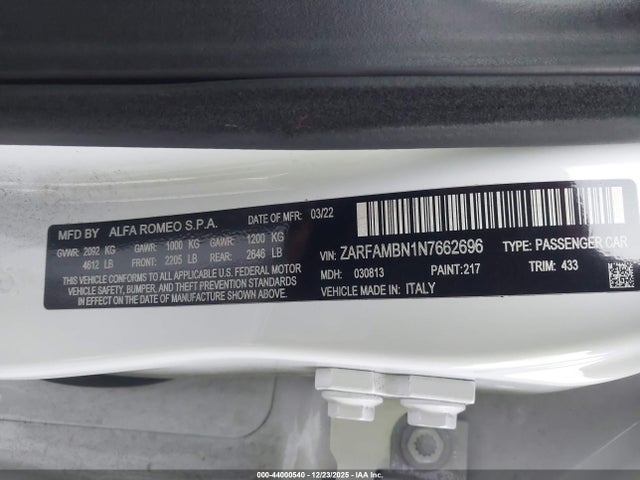 MFD BY ALFA ROMEO S.P.A. DATE OF MFR: 03/22
GVWR: 2092 KG GAWR: 1000 KG GAWR: 1200 KG
4612 LB FRONT: 2205 LB REAR: 2646 LB
THIS VEHICLE CONFORMS TO ALL APPLICABLE U.S. FEDERAL MOTOR
VEHICLE SAFETY, BUMPER, AND THEFT PREVENTION STANDARDS
IN EFFECT ON THE DATE OF MANUFACTURE SHOWN ABOVE.
VIN: ZARFAMBN1N7662696 TYPE: PASSENGER CAR
MDH: 030813 PAINT: 217 TRIM: 433
VEHICLE MADE IN: ITALY
000-44000540 - 12/23/2025 - IAAI.COM